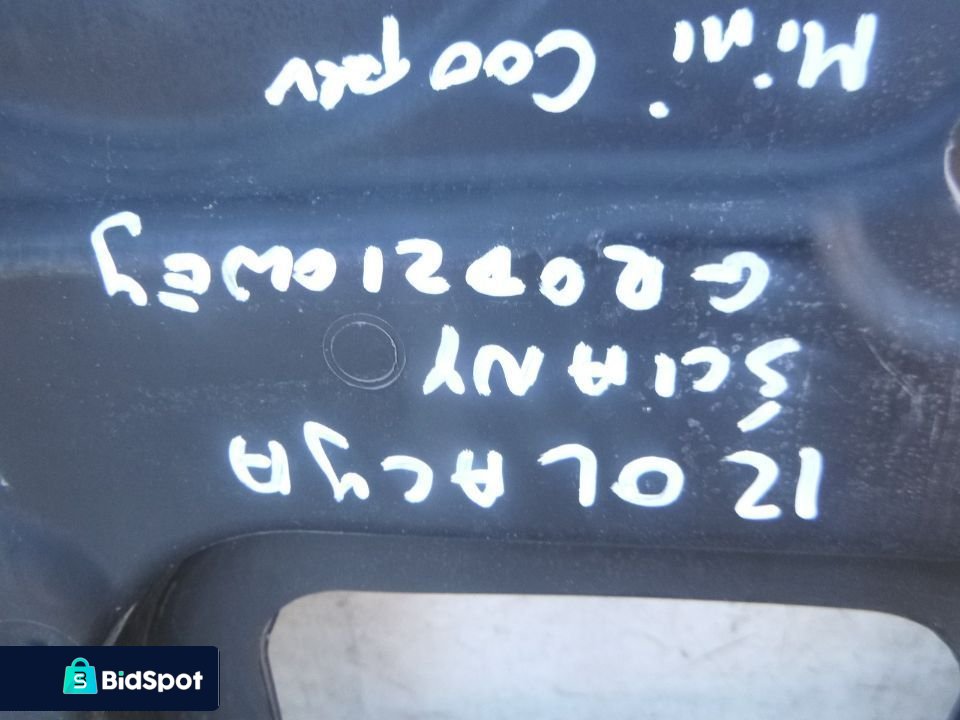 IZOLACJA
ŚCIANY
GRODZIOWEJ
Mini Cooper
BidSpot